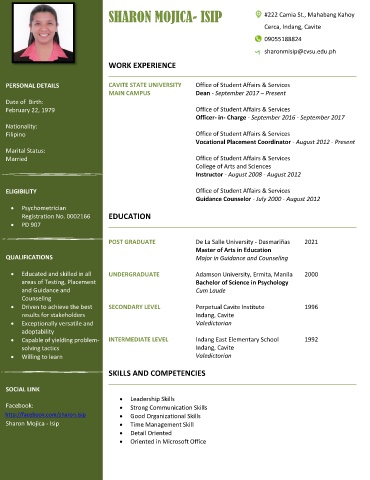 SHARON MOJICA- ISIP
#222 Camia St., Mahabang Kahoy
Cerca, Indang, Cavite
09055188824
sharonmisip@cvsu.edu.ph
PERSONAL DETAILS
Date of Birth:
February 22, 1979
Nationality:
Filipino
Marital Status:
Married
ELIGIBILITY
• Psychometrician
Registration No. 0002166
• PD 907
QUALIFICATIONS
• Educated and skilled in all
areas of Testing, Placement
and Guidance and
Counseling
• Driven to achieve the best
results for stakeholders
• Exceptionally versatile and
adoptability
• Capable of yielding problem-
solving tactics
• Willing to learn
SOCIAL LINK
Facebook:
http://facebook.com/sharon.isip
Sharon Mojica - Isip
WORK EXPERIENCE
CAVITE STATE UNIVERSITY
MAIN CAMPUS
Office of Student Affairs & Services
Dean - September 2017 – Present
Office of Student Affairs & Services
Officer- in- Charge - September 2016 - September 2017
Office of Student Affairs & Services
Vocational Placement Coordinator - August 2012 - Present
Office of Student Affairs & Services
College of Arts and Sciences
Instructor - August 2008 - August 2012
Office of Student Affairs & Services
Guidance Counselor - July 2000 - August 2012
EDUCATION
POST GRADUATE
De La Salle University - Dasmariñas 2021
Master of Arts in Education
Major in Guidance and Counseling
UNDERGRADUATE
Adamson University, Ermita, Manila 2000
Bachelor of Science in Psychology
Cum Laude
SECONDARY LEVEL
Perpetual Cavite Institute 1996
Indang, Cavite
Valedictorian
INTERMEDIATE LEVEL
Indang East Elementary School 1992
Indang, Cavite
Valedictorian
SKILLS AND COMPETENCIES
• Leadership Skills
• Strong Communication Skills
• Good Organizational Skills
• Time Management Skill
• Detail Oriented
• Oriented in Microsoft Office